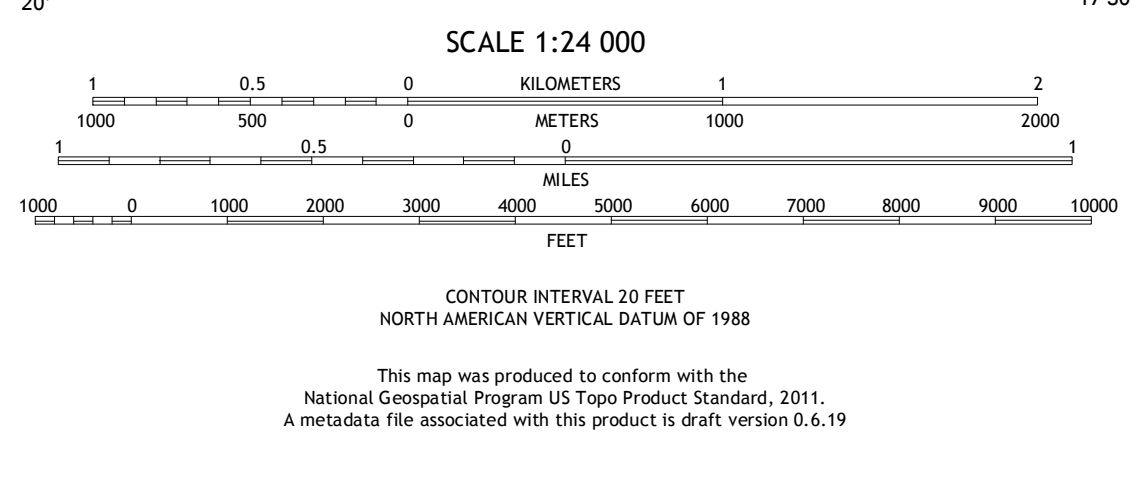 20'
SCALE 1:24 000
1 0.5 0 KILOMETERS 1 2
1000 500 0 METERS 1000 2000
1 0.5 0 1
MILES
1000 0 1000 2000 3000 4000 5000 6000 7000 8000 9000 10000
FEET
CONTOUR INTERVAL 20 FEET
NORTH AMERICAN VERTICAL DATUM OF 1988
This map was produced to conform with the
National Geospatial Program US Topo Product Standard, 2011.
A metadata file associated with this product is draft version 0.6.19